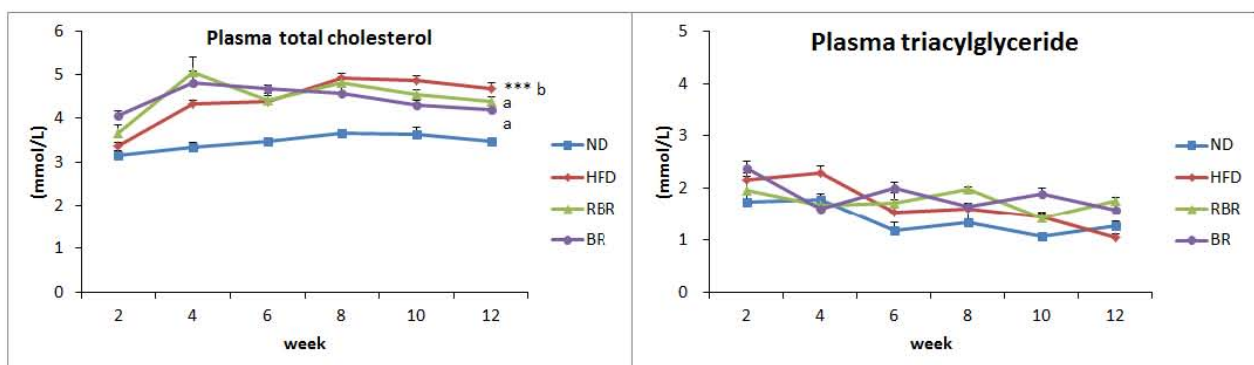 Plasma total cholesterol
6
5
4
3
2
1
0
(mmol/L)
2 4 6 8 10 12
week
*** b
a
a
ND
HFD
RBR
BR
Plasma triacylglyceride
5
4
3
2
1
0
(mmol/L)
2 4 6 8 10 12
week
ND
HFD
RBR
BR